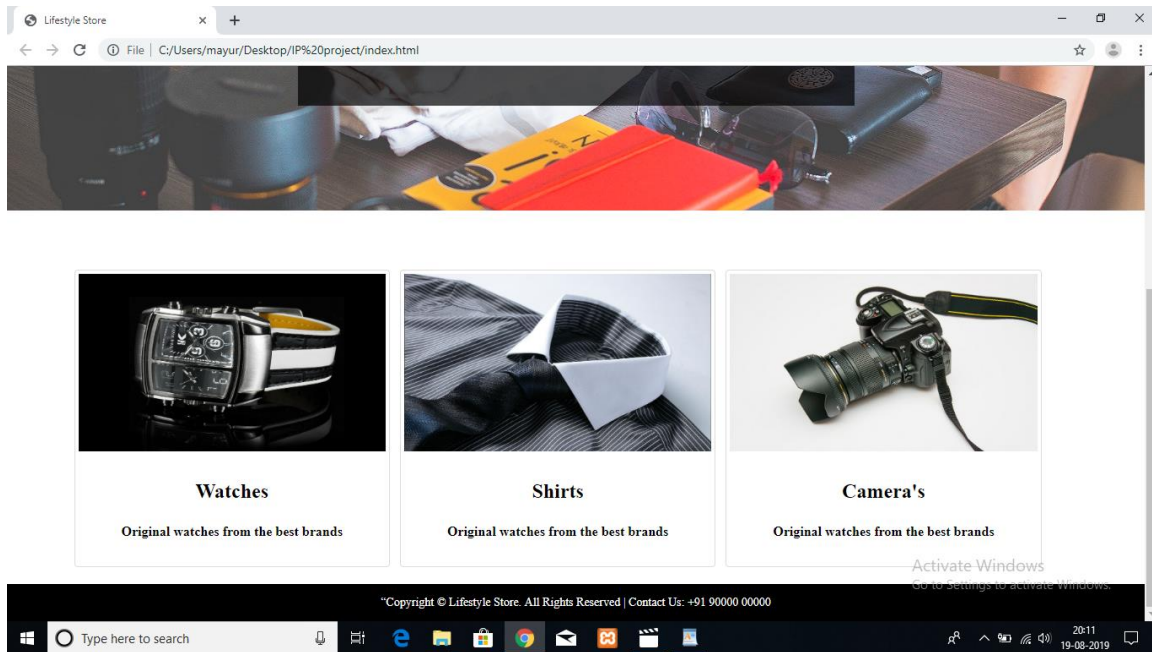 Lifestyle Store
File | C:/Users/mayur/Desktop/IP%20project/index.html
Watches
Original watches from the best brands
Shirts
Original watches from the best brands
Camera's
Original watches from the best brands
Activate Windows
Go to Settings to activate Windows.
“Copyright © Lifestyle Store. All Rights Reserved | Contact Us: +91 90000 00000
Type here to search
20:11
19-08-2019